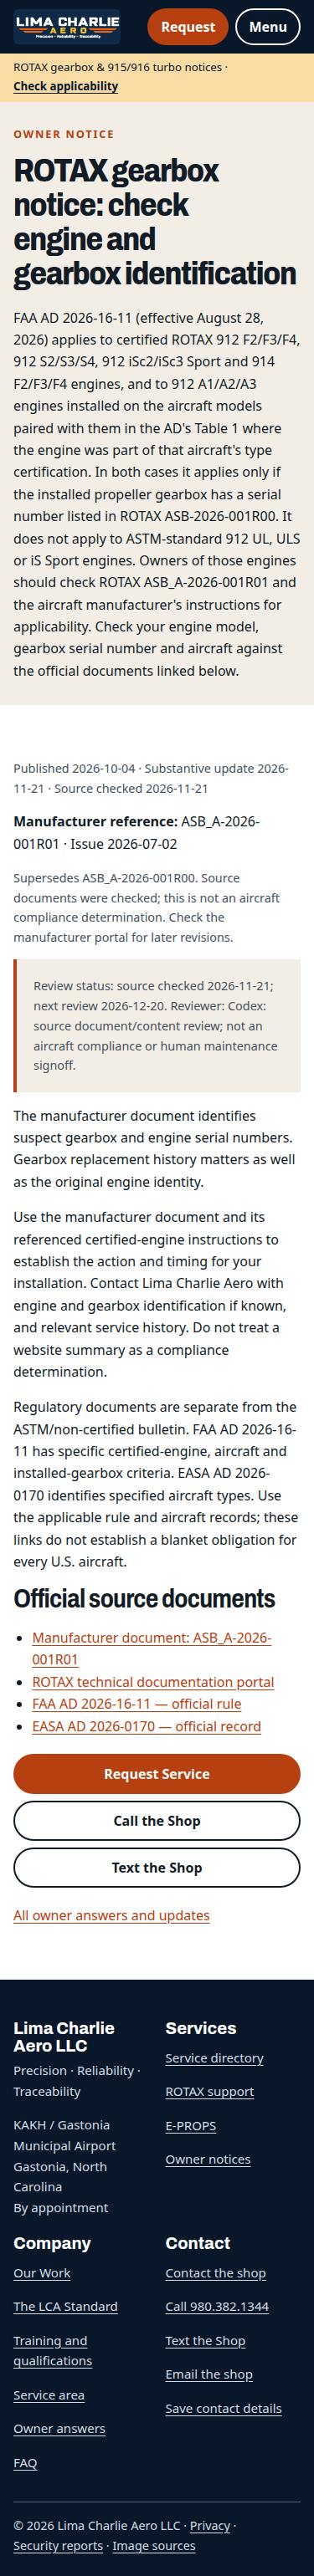 LIMA CHARLIE
AERO
Precision · Reliability · Traceability
Request
Menu
ROTAX gearbox & 915/916 turbo notices ·
Check applicability
OWNER NOTICE
ROTAX gearbox
notice: check
engine and
gearbox identification
FAA AD 2026-16-11 (effective August 28,
2026) applies to certified ROTAX 912 F2/F3/F4,
912 S2/S3/S4, 912 iSc2/iSc3 Sport and 914
F2/F3/F4 engines, and to 912 A1/A2/A3
engines installed on the aircraft models
paired with them in the AD's Table 1 where
the engine was part of that aircraft's type
certification. In both cases it applies only if
the installed propeller gearbox has a serial
number listed in ROTAX ASB-2026-001R00. It
does not apply to ASTM-standard 912 UL, ULS
or iS Sport engines. Owners of those engines
should check ROTAX ASB_A-2026-001R01 and
the aircraft manufacturer's instructions for
applicability. Check your engine model,
gearbox serial number and aircraft against
the official documents linked below.
Published 2026-10-04 · Substantive update 2026-
11-21 · Source checked 2026-11-21
Manufacturer reference: ASB_A-2026-
001R01 · Issue 2026-07-02
Supersedes ASB_A-2026-001R00. Source
documents were checked; this is not an aircraft
compliance determination. Check the
manufacturer portal for later revisions.
Review status: source checked 2026-11-21;
next review 2026-12-20. Reviewer: Codex:
source document/content review; not an
aircraft compliance or human maintenance
signoff.
The manufacturer document identifies
suspect gearbox and engine serial numbers.
Gearbox replacement history matters as well
as the original engine identity.
Use the manufacturer document and its
referenced certified-engine instructions to
establish the action and timing for your
installation. Contact Lima Charlie Aero with
engine and gearbox identification if known,
and relevant service history. Do not treat a
website summary as a compliance
determination.
Regulatory documents are separate from the
ASTM/non-certified bulletin. FAA AD 2026-16-
11 has specific certified-engine, aircraft and
installed-gearbox criteria. EASA AD 2026-
0170 identifies specified aircraft types. Use
the applicable rule and aircraft records; these
links do not establish a blanket obligation for
every U.S. aircraft.
Official source documents
• Manufacturer document: ASB_A-2026-
001R01
• ROTAX technical documentation portal
• FAA AD 2026-16-11 — official rule
• EASA AD 2026-0170 — official record
Request Service
Call the Shop
Text the Shop
All owner answers and updates
Lima Charlie
Aero LLC
Precision · Reliability ·
Traceability
KAKH / Gastonia
Municipal Airport
Gastonia, North
Carolina
By appointment
Services
Service directory
ROTAX support
E-PROPS
Owner notices
Company
Our Work
The LCA Standard
Training and
qualifications
Service area
Owner answers
FAQ
Contact
Contact the shop
Call 980.382.1344
Text the Shop
Email the shop
Save contact details
© 2026 Lima Charlie Aero LLC · Privacy ·
Security reports · Image sources